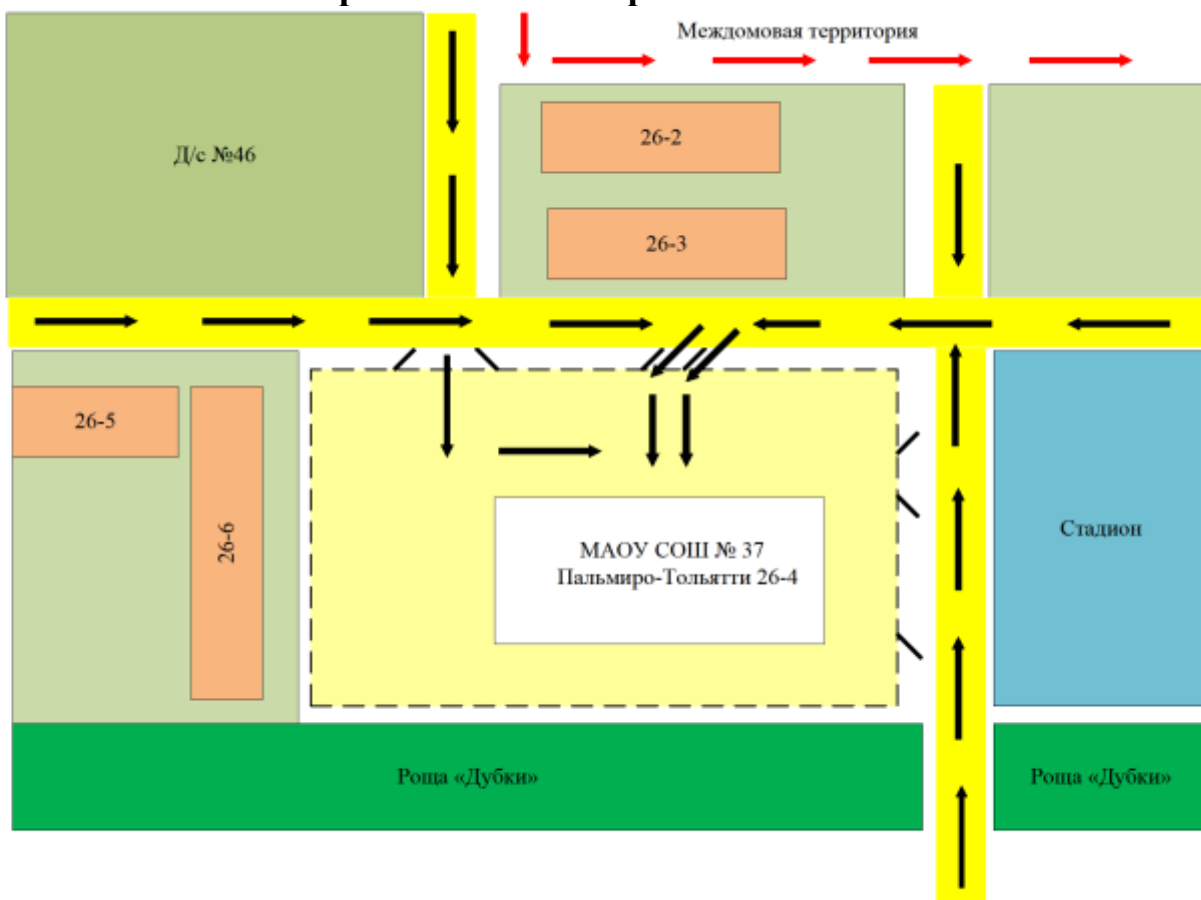 Междомовая территория
Д/с №46
26-2
26-3
26-5
26-6
МАОУ СОШ № 37
Пальмиро-Тольятти 26-4
Стадион
Роща «Дубки»
Роща «Дубки»